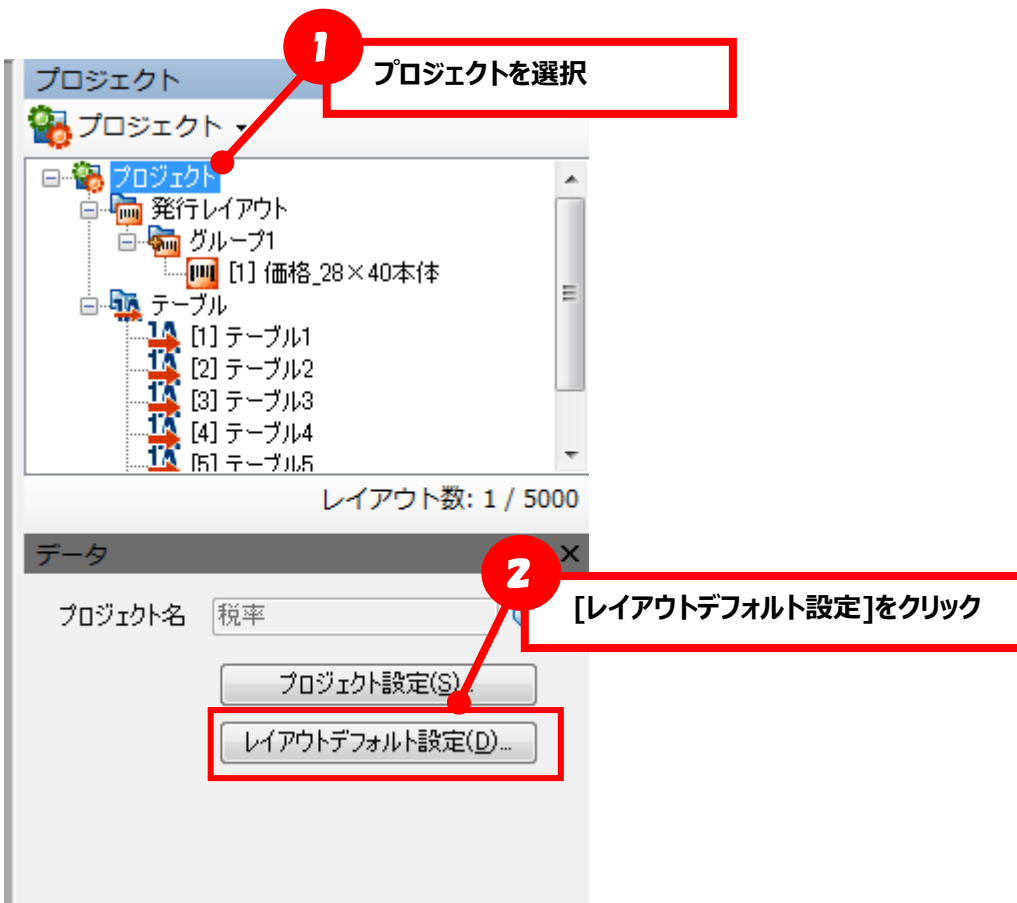 1
プロジェクトを選択
プロジェクト
プロジェクト
プロジェクト
発行レイアウト
グループ1
[1] 価格_28×40本体
テーブル
[1] テーブル1
[2] テーブル2
[3] テーブル3
[4] テーブル4
[5] テーブル5
レイアウト数: 1 / 5000
データ
2
[レイアウトデフォルト設定]をクリック
プロジェクト名 税率
プロジェクト設定(S)...
レイアウトデフォルト設定(D)...